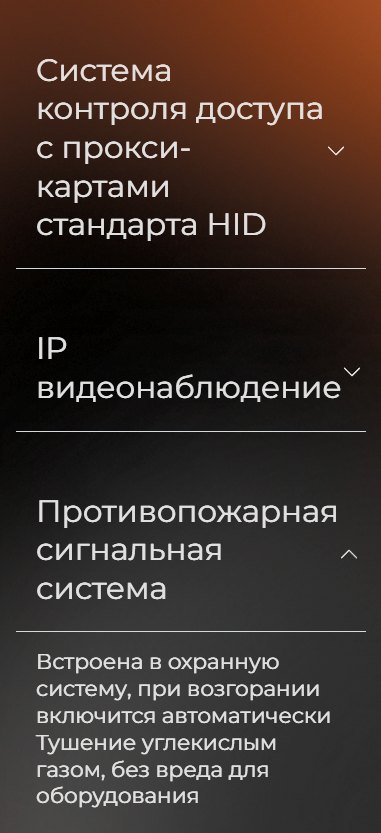 Система
контроля доступа
с прокси-
картами
стандарта HID
IP
видеонаблюдение
Противопожарная
сигнальная
система
Встроена в охранную
систему, при возгорании
включится автоматически
Тушение углекислым
газом, без вреда для
оборудования